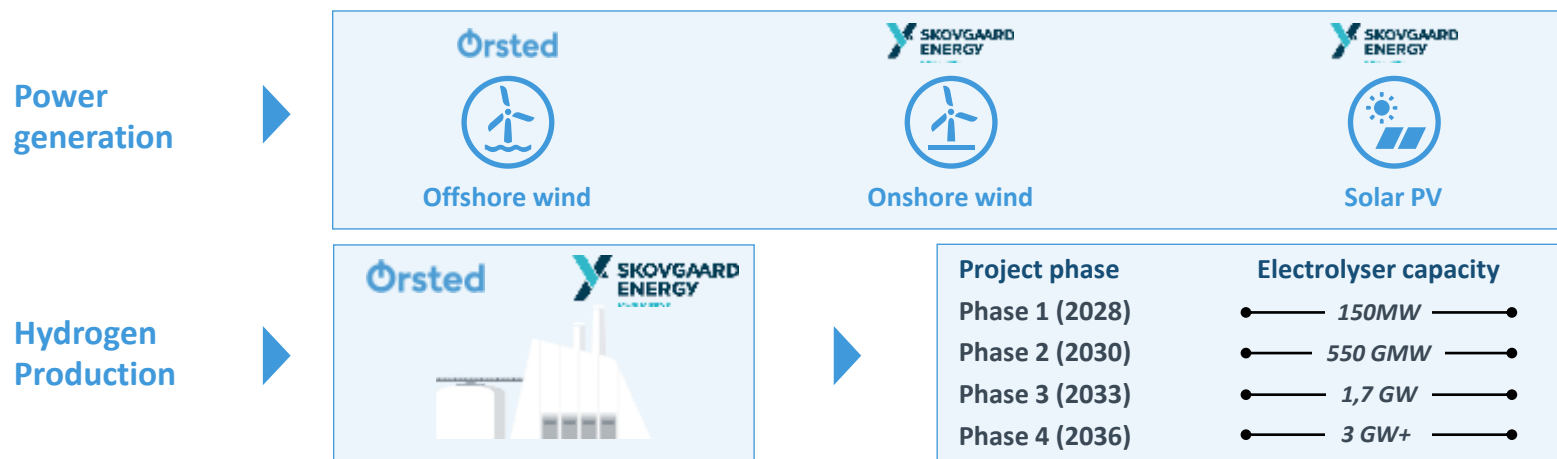 Power
generation
Ørsted
SKOVGAARD
ENERGY
SKOVGAARD
ENERGY
Offshore wind
Onshore wind
Solar PV
Hydrogen
Production
Ørsted
SKOVGAARD
ENERGY
Project phase Electrolyser capacity
Phase 1 (2028) 150MW
Phase 2 (2030) 550 GMW
Phase 3 (2033) 1,7 GW
Phase 4 (2036) 3 GW+